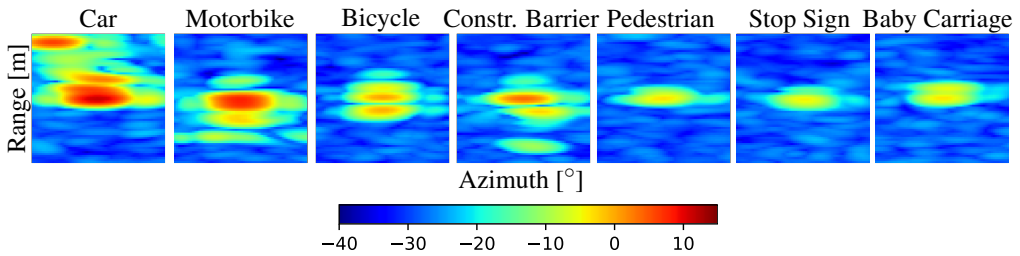 Car Motorbike Bicycle Constr. Barrier Pedestrian Stop Sign Baby Carriage
Range [m]
Azimuth [°]
−40 −30 −20 −10 0 10